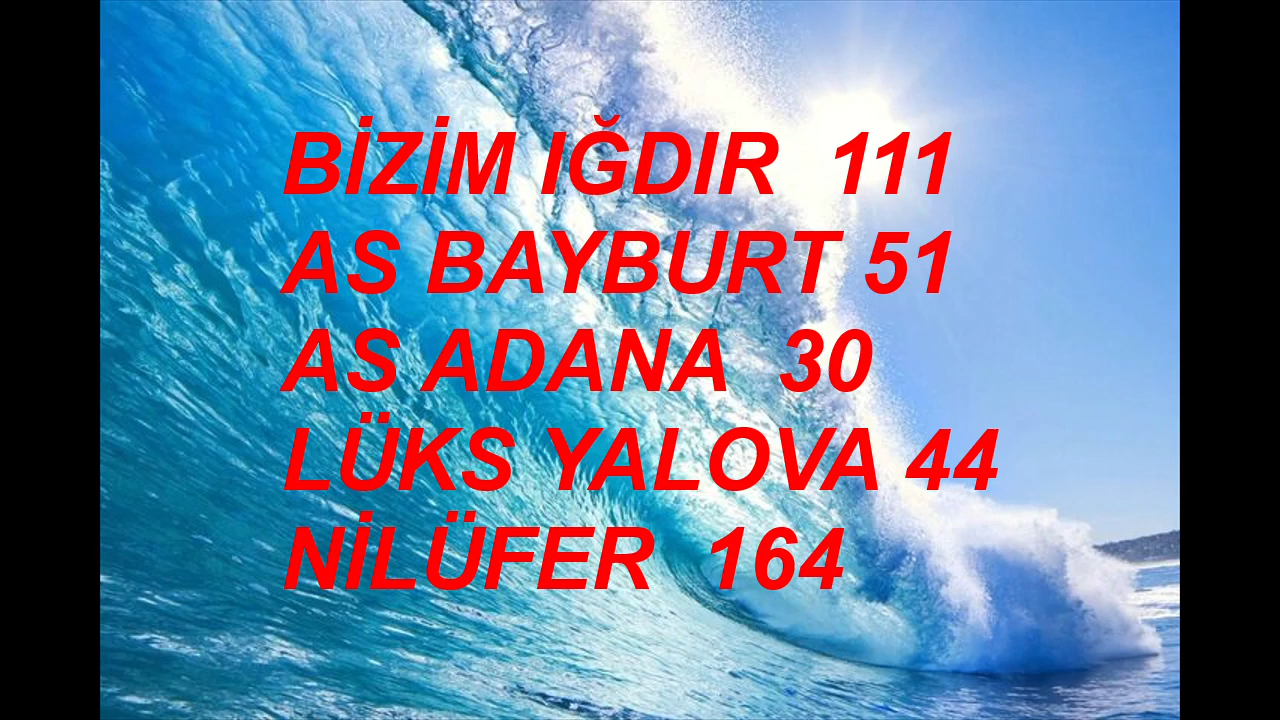 BİZİM IĞDIR  111
AS BAYBURT 51
AS ADANA  30
LÜKS YALOVA 44
NİLÜFER  164